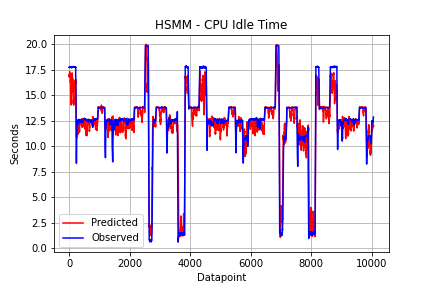 HSMM - CPU Idle Time
20.0
17.5
15.0
12.5
10.0
7.5
5.0
2.5
0.0
Seconds
Predicted
Observed
0 2000 4000 6000 8000 10000
Datapoint